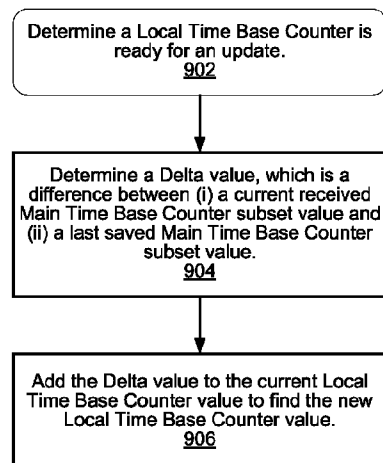 Determine a Local Time Base Counter is
ready for an update.
902
Determine a Delta value, which is a
difference between (i) a current received
Main Time Base Counter subset value and
(ii) a last saved Main Time Base Counter
subset value.
904
Add the Delta value to the current Local
Time Base Counter value to find the new
Local Time Base Counter value.
906